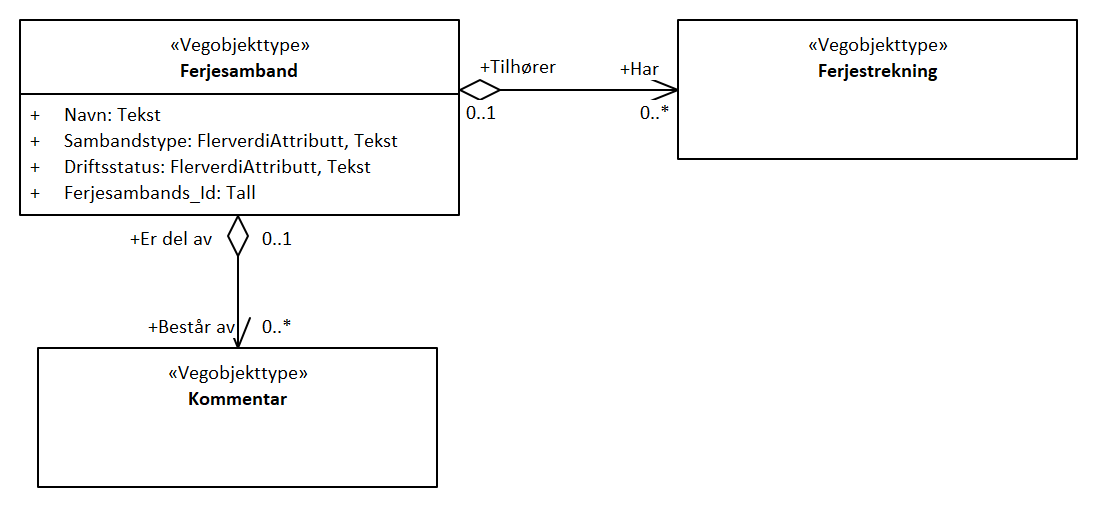 «Vegobjekttype»
Ferjesamband
+ Navn: Tekst
+ Sambandstype: FlerverdiAttributt, Tekst
+ Driftsstatus: FlerverdiAttributt, Tekst
+ Ferjesambands_Id: Tall
+Tilhører
0..1
+Har
0..*
«Vegobjekttype»
Ferjestrekning
+Er del av
0..1
+Består av
0..*
«Vegobjekttype»
Kommentar